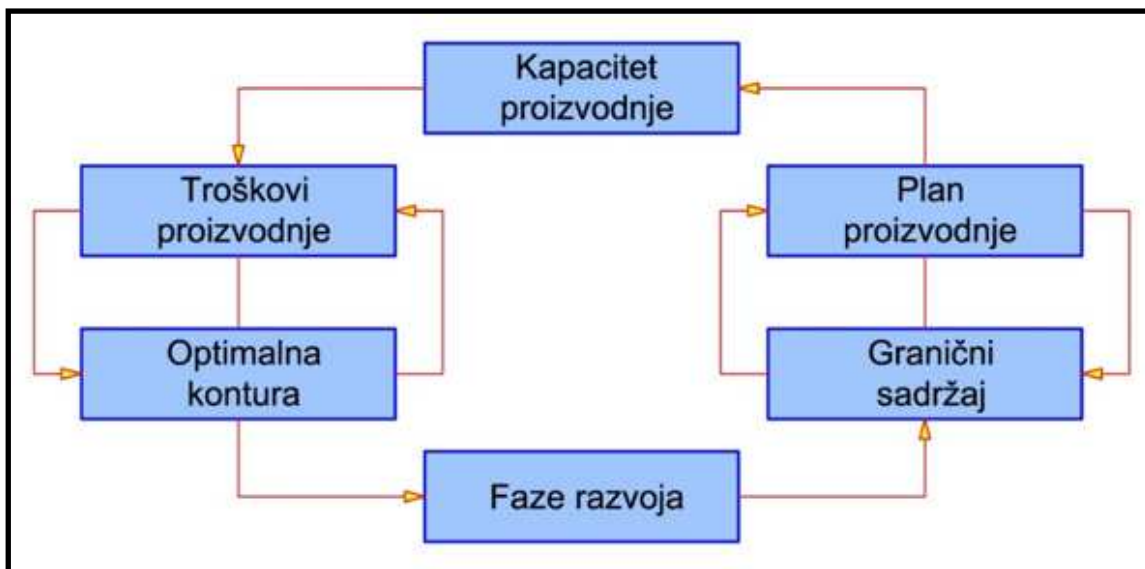 Kapacitet
proizvodnje
Troškovi
proizvodnje
Plan
proizvodnje
Optimalna
kontura
Granični
sadržaj
Faze razvoja